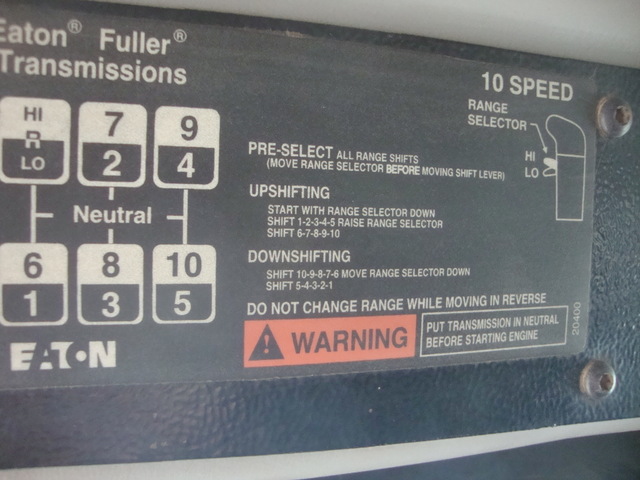 Eaton® Fuller®
Transmissions
10 SPEED
RANGE
SELECTOR
HI
LO
HI
R
LO
7
2
9
4
Neutral
6
1
8
3
10
5
EATON
PRE-SELECT ALL RANGE SHIFTS
(MOVE RANGE SELECTOR BEFORE MOVING SHIFT LEVER)
UPSHIFTING
START WITH RANGE SELECTOR DOWN
SHIFT 1-2-3-4-5 RAISE RANGE SELECTOR
SHIFT 6-7-8-9-10
DOWNSHIFTING
SHIFT 10-9-8-7-6 MOVE RANGE SELECTOR DOWN
SHIFT 5-4-3-2-1
DO NOT CHANGE RANGE WHILE MOVING IN REVERSE
WARNING
PUT TRANSMISSION IN NEUTRAL
BEFORE STARTING ENGINE
20400